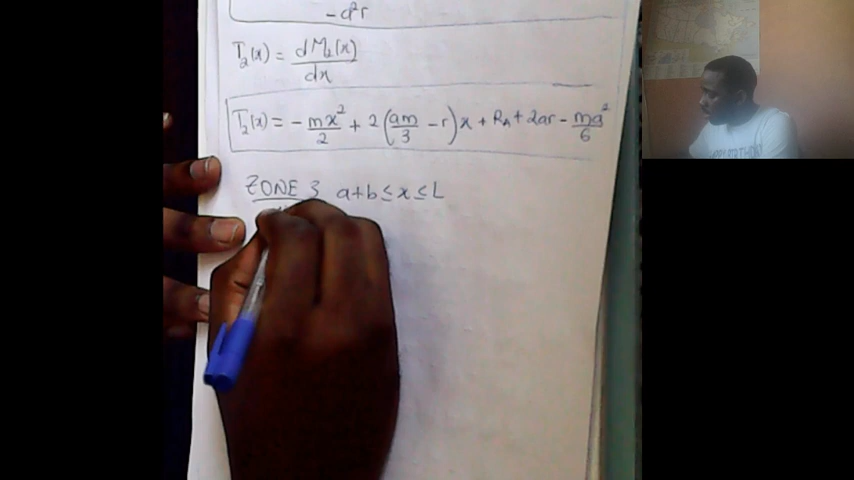 -a²r
T₂(x) = dM₂(x)/dx
T₂(x) = - mx²/2 + 2(am/3 - r)x + R_A + 2ar - ma²/6
ZONE 3 a+b ≤ x ≤ L